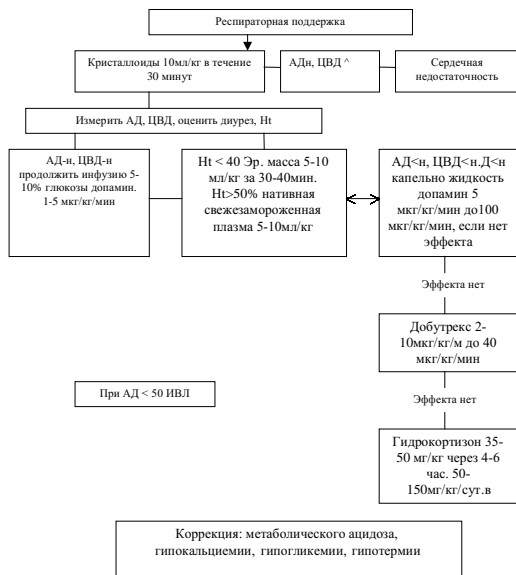 Респираторная поддержка
Кристаллоиды 10мл/кг в течение
30 минут
АДн, ЦВД ^
Сердечная
недостаточность
Измерить АД, ЦВД, оценить диурез, Ht
АД-н, ЦВД-н
продолжить инфузию 5-
10% глюкозы допамин.
1-5 мкг/кг/мин
Ht < 40 Эр. масса 5-10
мл/кг за 30-40мин.
Ht>50% нативная
свежезамороженная
плазма 5-10мл/кг
АД<н, ЦВД<н.Д<н
капельно жидкость
допамин 5
мкг/кг/мин до100
мкг/кг/мин, если нет
эффекта
Эффекта нет
Добутрекс 2-
10мкг/кг/м до 40
мкг/кг/мин
При АД < 50 ИВЛ
Эффекта нет
Гидрокортизон 35-
50 мг/кг через 4-6
час. 50-
150мг/кг/сут.в
Коррекция: метаболического ацидоза,
гипокальциемии, гипогликемии, гипотермии